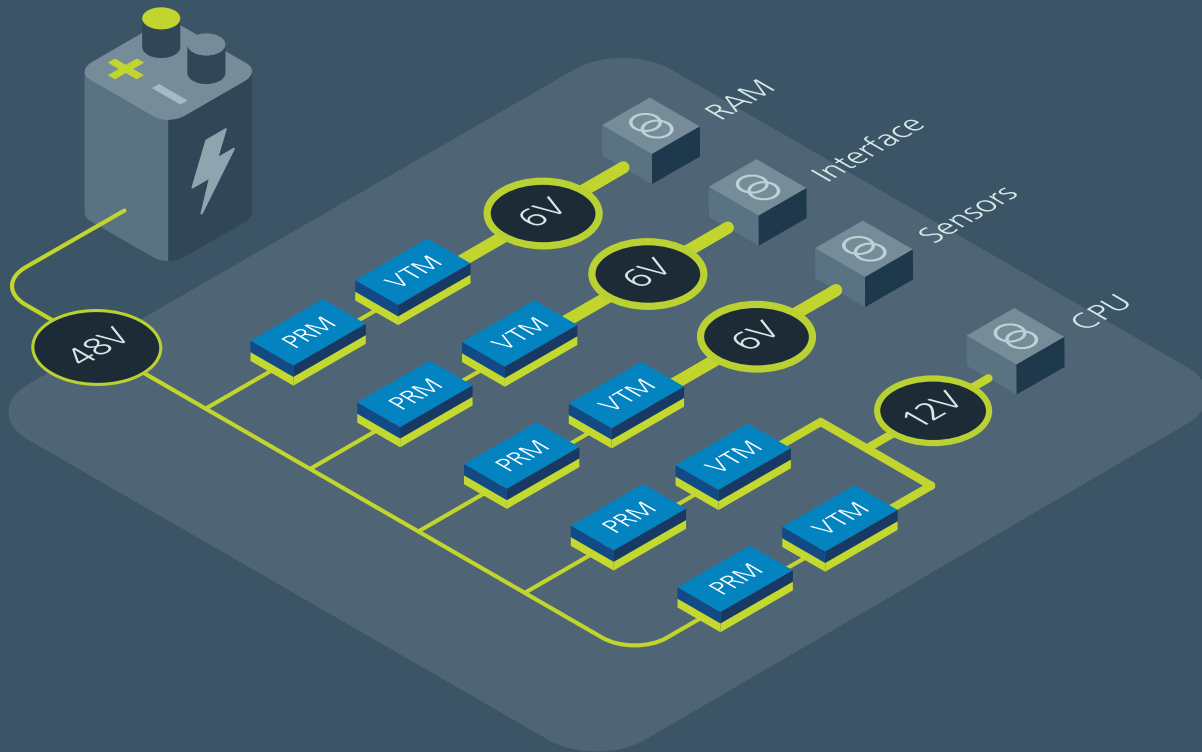 RAM
Interface
Sensors
CPU
6V
6V
6V
12V
48V
VTM
PRM
VTM
PRM
VTM
PRM
VTM
PRM
VTM
PRM